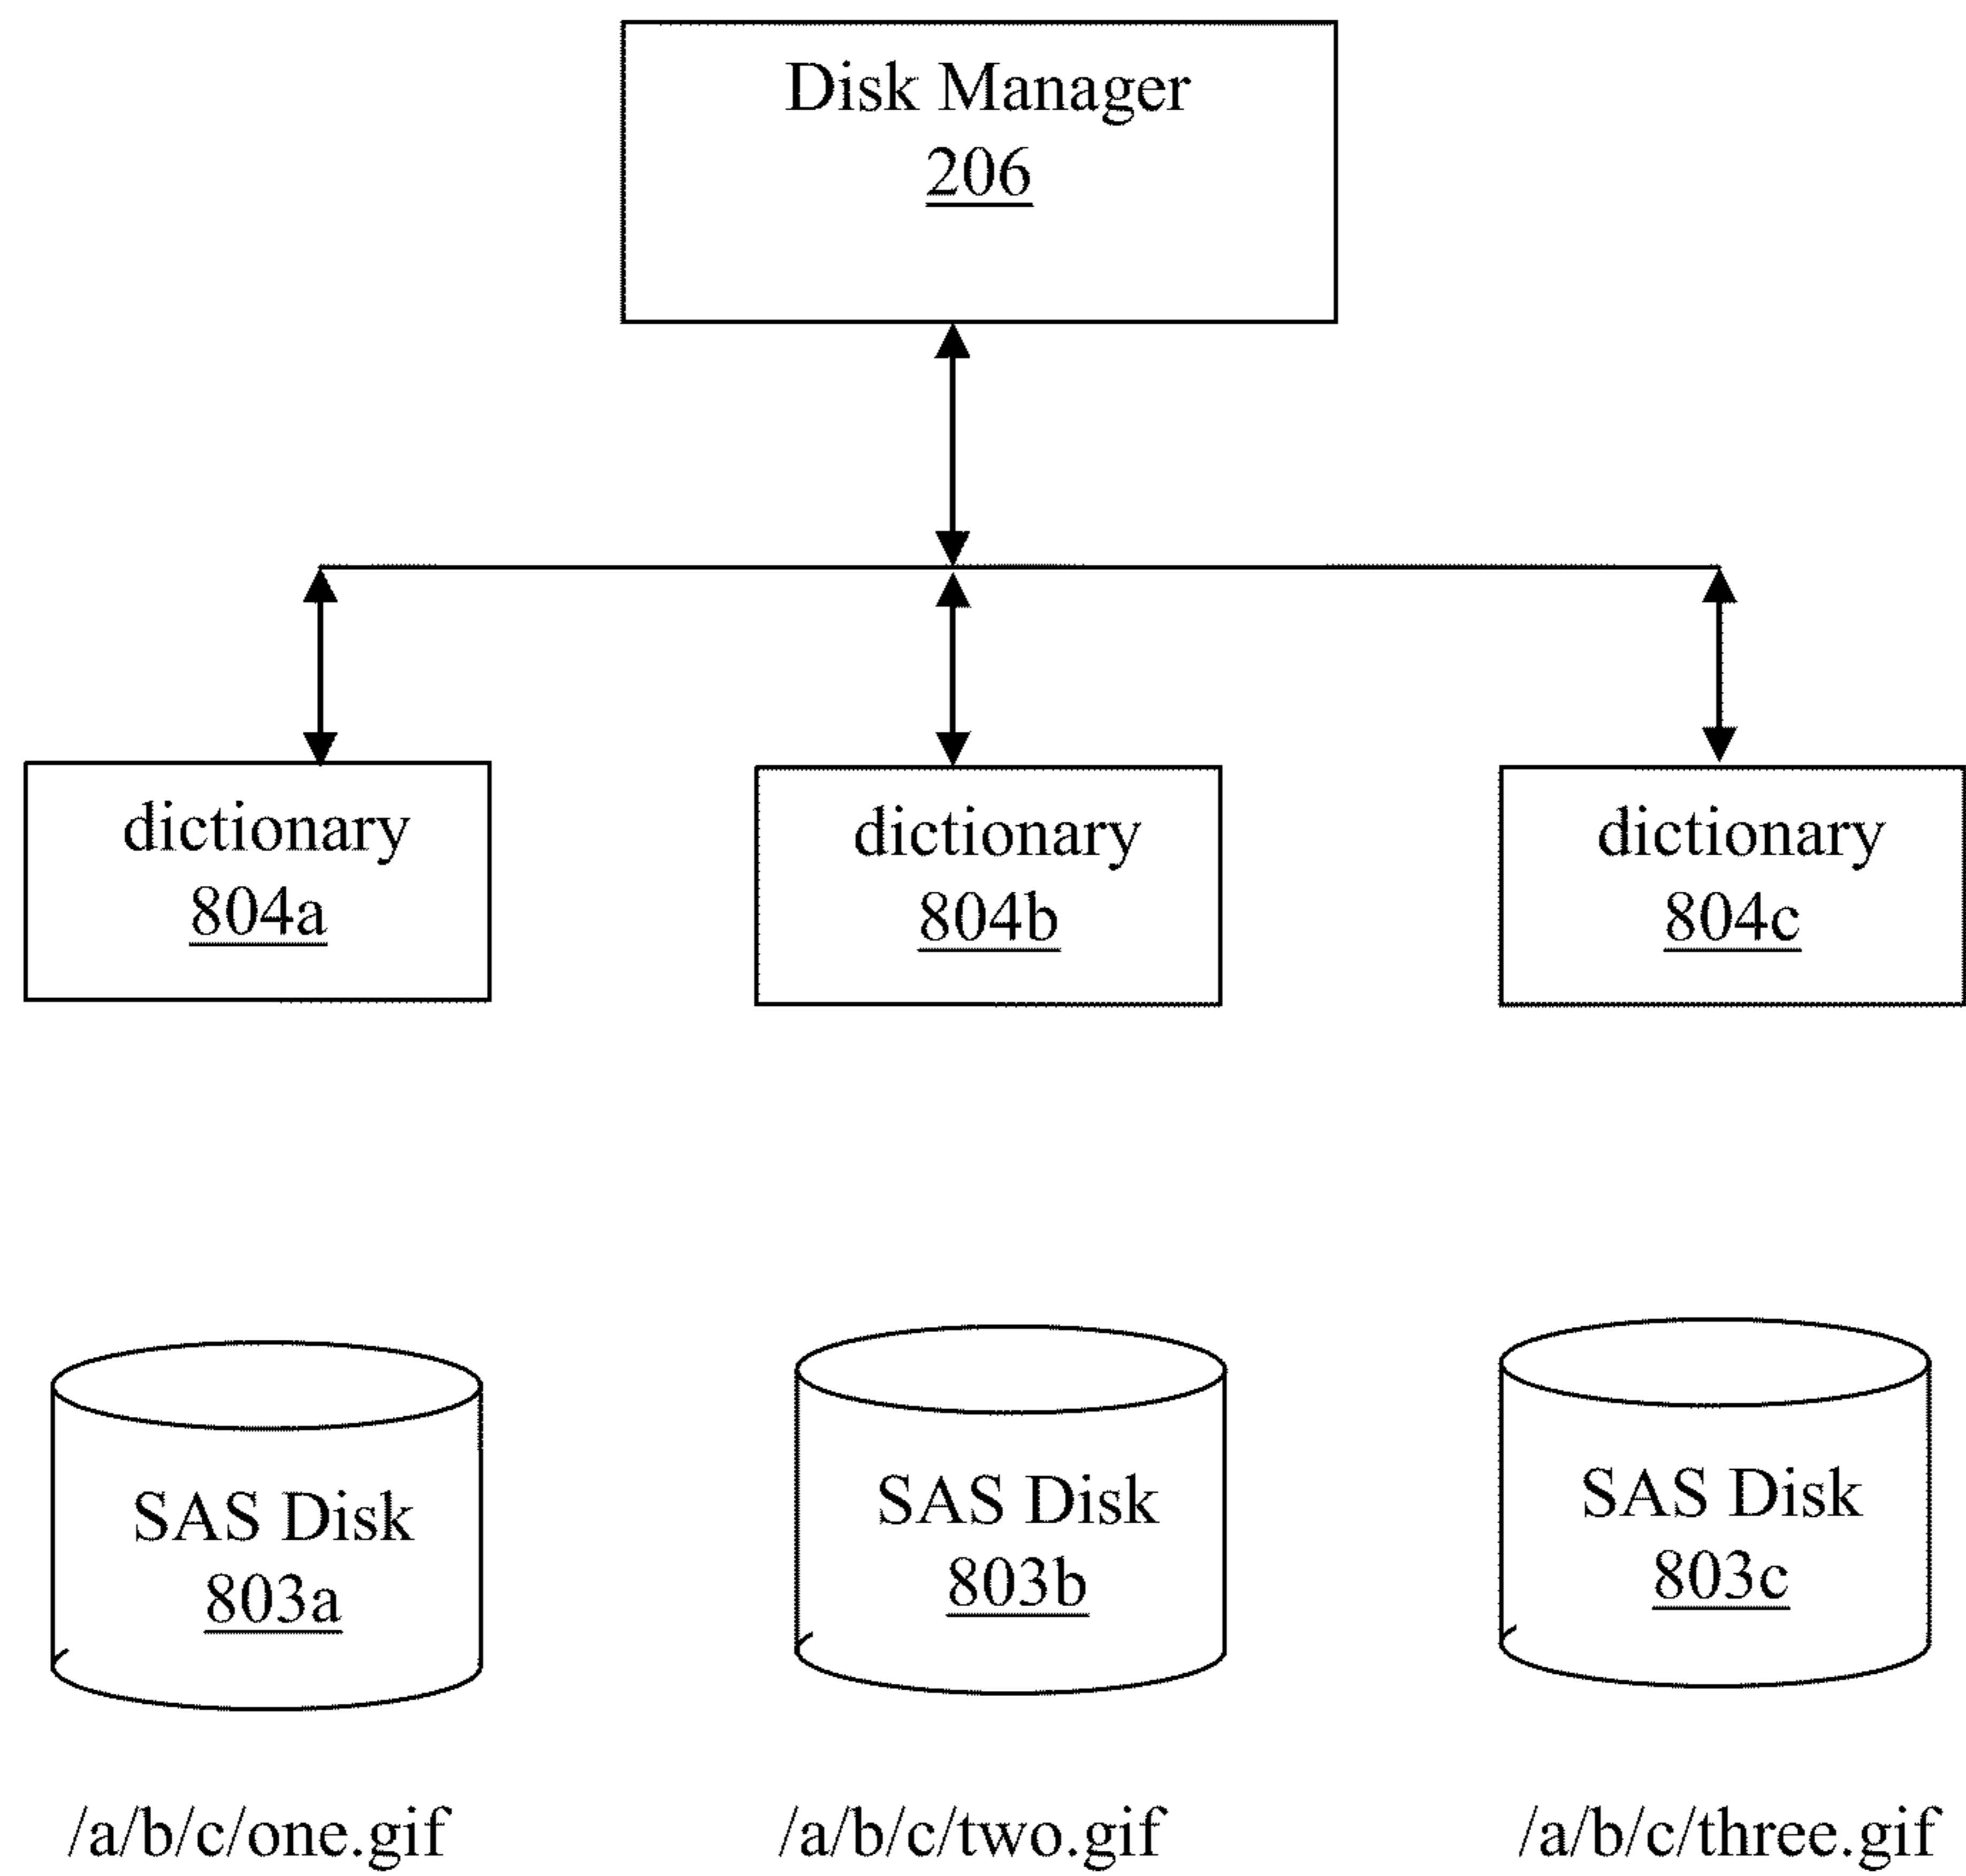 Disk Manager
206
dictionary
804a
dictionary
804b
dictionary
804c
SAS Disk
803a
SAS Disk
803b
SAS Disk
803c
/a/b/c/one.gif
/a/b/c/two.gif
/a/b/c/three.gif